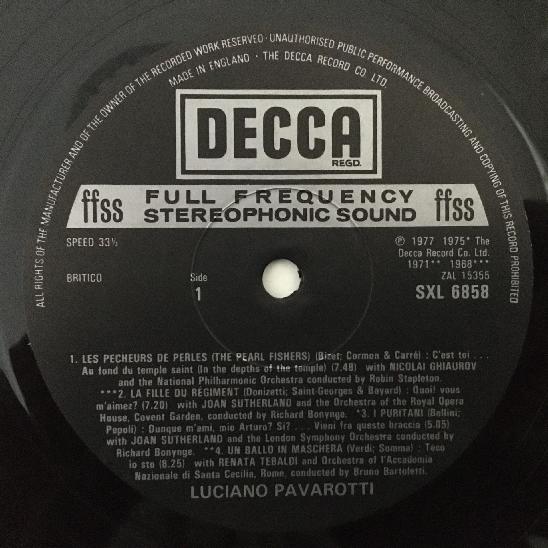 ALL RIGHTS OF THE MANUFACTURER AND OF THE OWNER OF THE RECORDED WORK RESERVED · UNAUTHORISED PUBLIC PERFORMANCE BROADCASTING AND COPYING OF THIS RECORD PROHIBITED
MADE IN ENGLAND · THE DECCA RECORD CO. LTD.
DECCA
REGD.
ffss FULL FREQUENCY ffss
STEREOPHONIC SOUND
SPEED 33⅓
℗ 1977 1975* The
Decca Record Co. Ltd.
1971** 1968***
BRITICO
Side
1
ZAL 15355
SXL 6858
1. LES PECHEURS DE PERLES (THE PEARL FISHERS) (Bizet; Cormon & Carré) : C'est toi . . .
Au fond du temple saint (In the depths of the temple) (7.48) with NICOLAI GHIAUROV
and the National Philharmonic Orchestra conducted by Robin Stapleton.
***2. LA FILLE DU RÉGIMENT (Donizetti; Saint-Georges & Bayard) : Quoi! vous
m'aimez? (7.20) with JOAN SUTHERLAND and the Orchestra of the Royal Opera
House, Covent Garden, conducted by Richard Bonynge. *3. I PURITANI (Bellini;
Pepoli) : Dunque m'ami, mio Arturo? Si? . . . Vieni fra queste braccia (5.05)
with JOAN SUTHERLAND and the London Symphony Orchestra conducted by
Richard Bonynge. **4. UN BALLO IN MASCHERA (Verdi; Somma) : Teco
io sto (8.25) with RENATA TEBALDI and Orchestra of l'Accademia
Nazionale di Santa Cecilia, Rome, conducted by Bruno Bartoletti.
LUCIANO PAVAROTTI